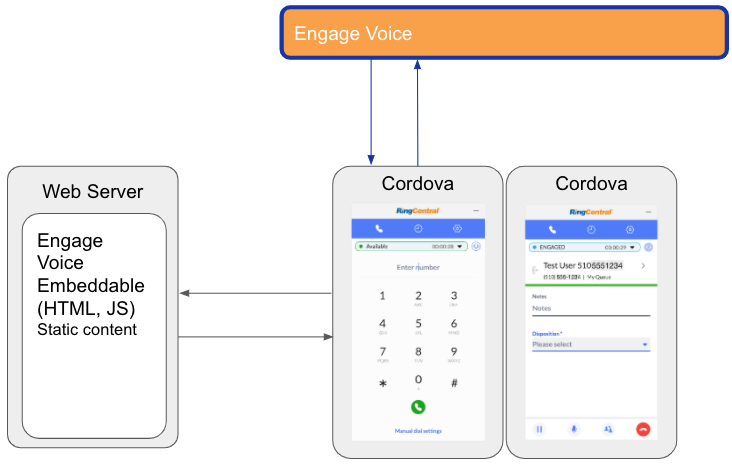 Engage Voice
Web Server
Engage
Voice
Embeddable
(HTML, JS)
Static content
Cordova
RingCentral
Available 00:00:08
Enter number
1 2 3
ABC DEF
4 5 6
GHI JKL MNO
7 8 9
PQRS TUV WXYZ
* 0 #
+
Manual dial settings
Cordova
RingCentral
ENGAGED 00:00:29
Test User 5105551234
(510) 555-1234 | My Queue
Notes
Notes
Disposition *
Please select